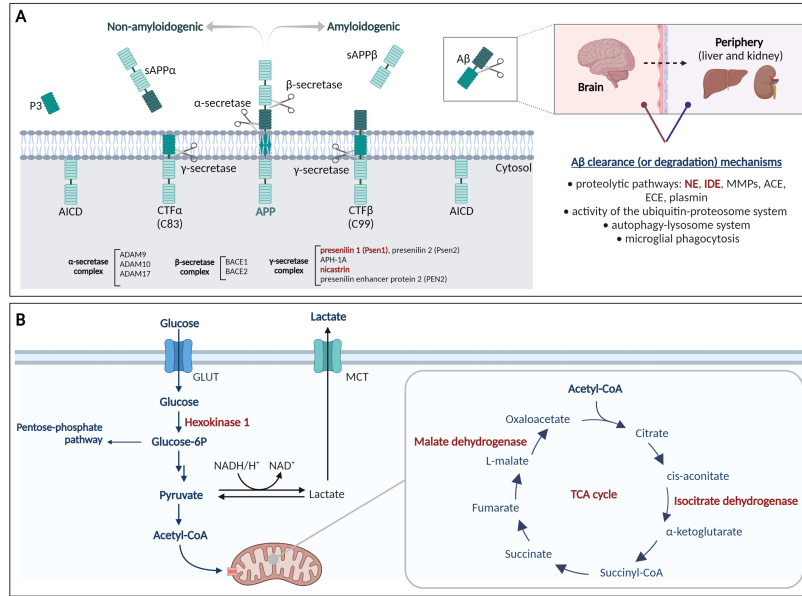 A
Non-amyloidogenic
Amyloidogenic
sAPPα
sAPPβ
β-secretase
α-secretase
P3
γ-secretase
γ-secretase
Cytosol
AICD
CTFα
(C83)
APP
CTFβ
(C99)
AICD
α-secretase
complex
ADAM9
ADAM10
ADAM17
β-secretase
complex
BACE1
BACE2
γ-secretase
complex
presenilin 1 (Psen1), presenilin 2 (Psen2)
APH-1A
nicastrin
presenilin enhancer protein 2 (PEN2)
Aβ
Brain
Periphery
(liver and kidney)
Aβ clearance (or degradation) mechanisms
• proteolytic pathways: NE, IDE, MMPs, ACE,
ECE, plasmin
• activity of the ubiquitin-proteosome system
• autophagy-lysosome system
• microglial phagocytosis
B
Glucose
Lactate
GLUT
MCT
Glucose
Hexokinase 1
Pentose-phosphate
pathway
Glucose-6P
NADH/H⁺
NAD⁺
Pyruvate
Lactate
Acetyl-CoA
Acetyl-CoA
Oxaloacetate
Citrate
Malate dehydrogenase
L-malate
cis-aconitate
TCA cycle
Isocitrate dehydrogenase
Fumarate
α-ketoglutarate
Succinate
Succinyl-CoA